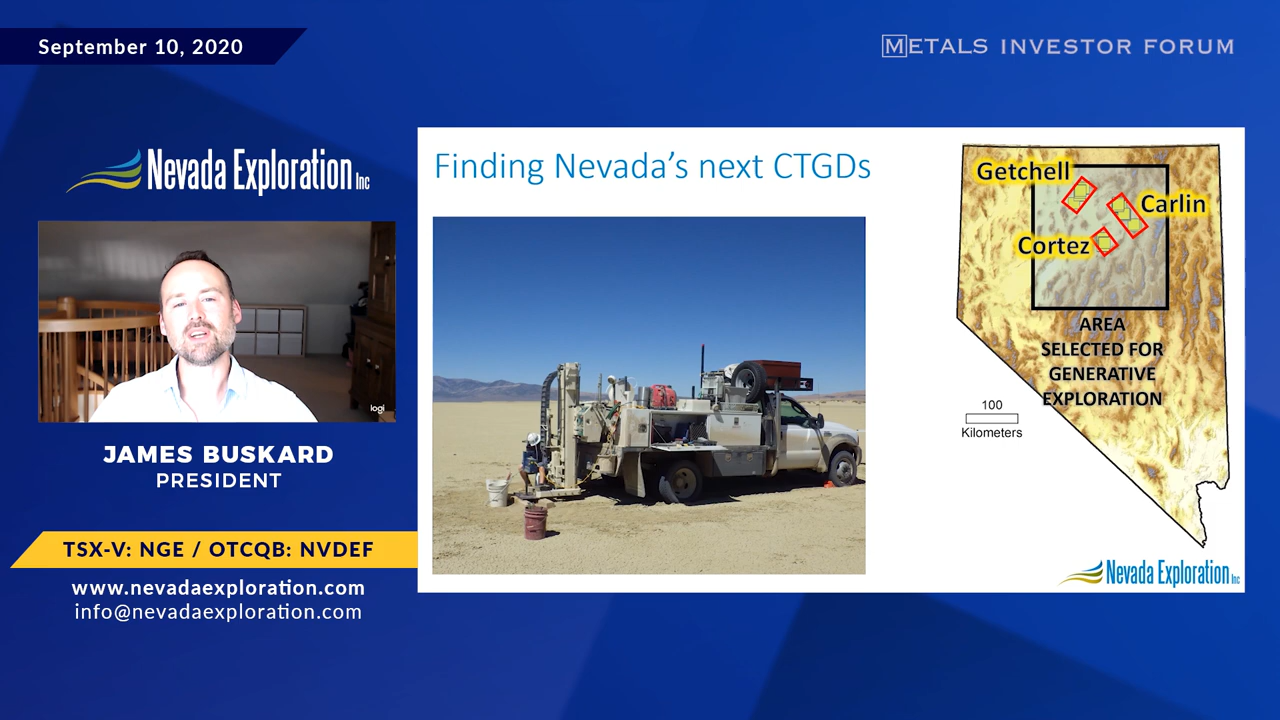 September 10, 2020
METALS INVESTOR FORUM
Nevada Exploration Inc
logi
JAMES BUSKARD
PRESIDENT
TSX-V: NGE / OTCQB: NVDEF
www.nevadaexploration.com
info@nevadaexploration.com
Finding Nevada's next CTGDs
Getchell
Carlin
Cortez
AREA
SELECTED FOR
GENERATIVE
EXPLORATION
100
Kilometers
Nevada Exploration Inc